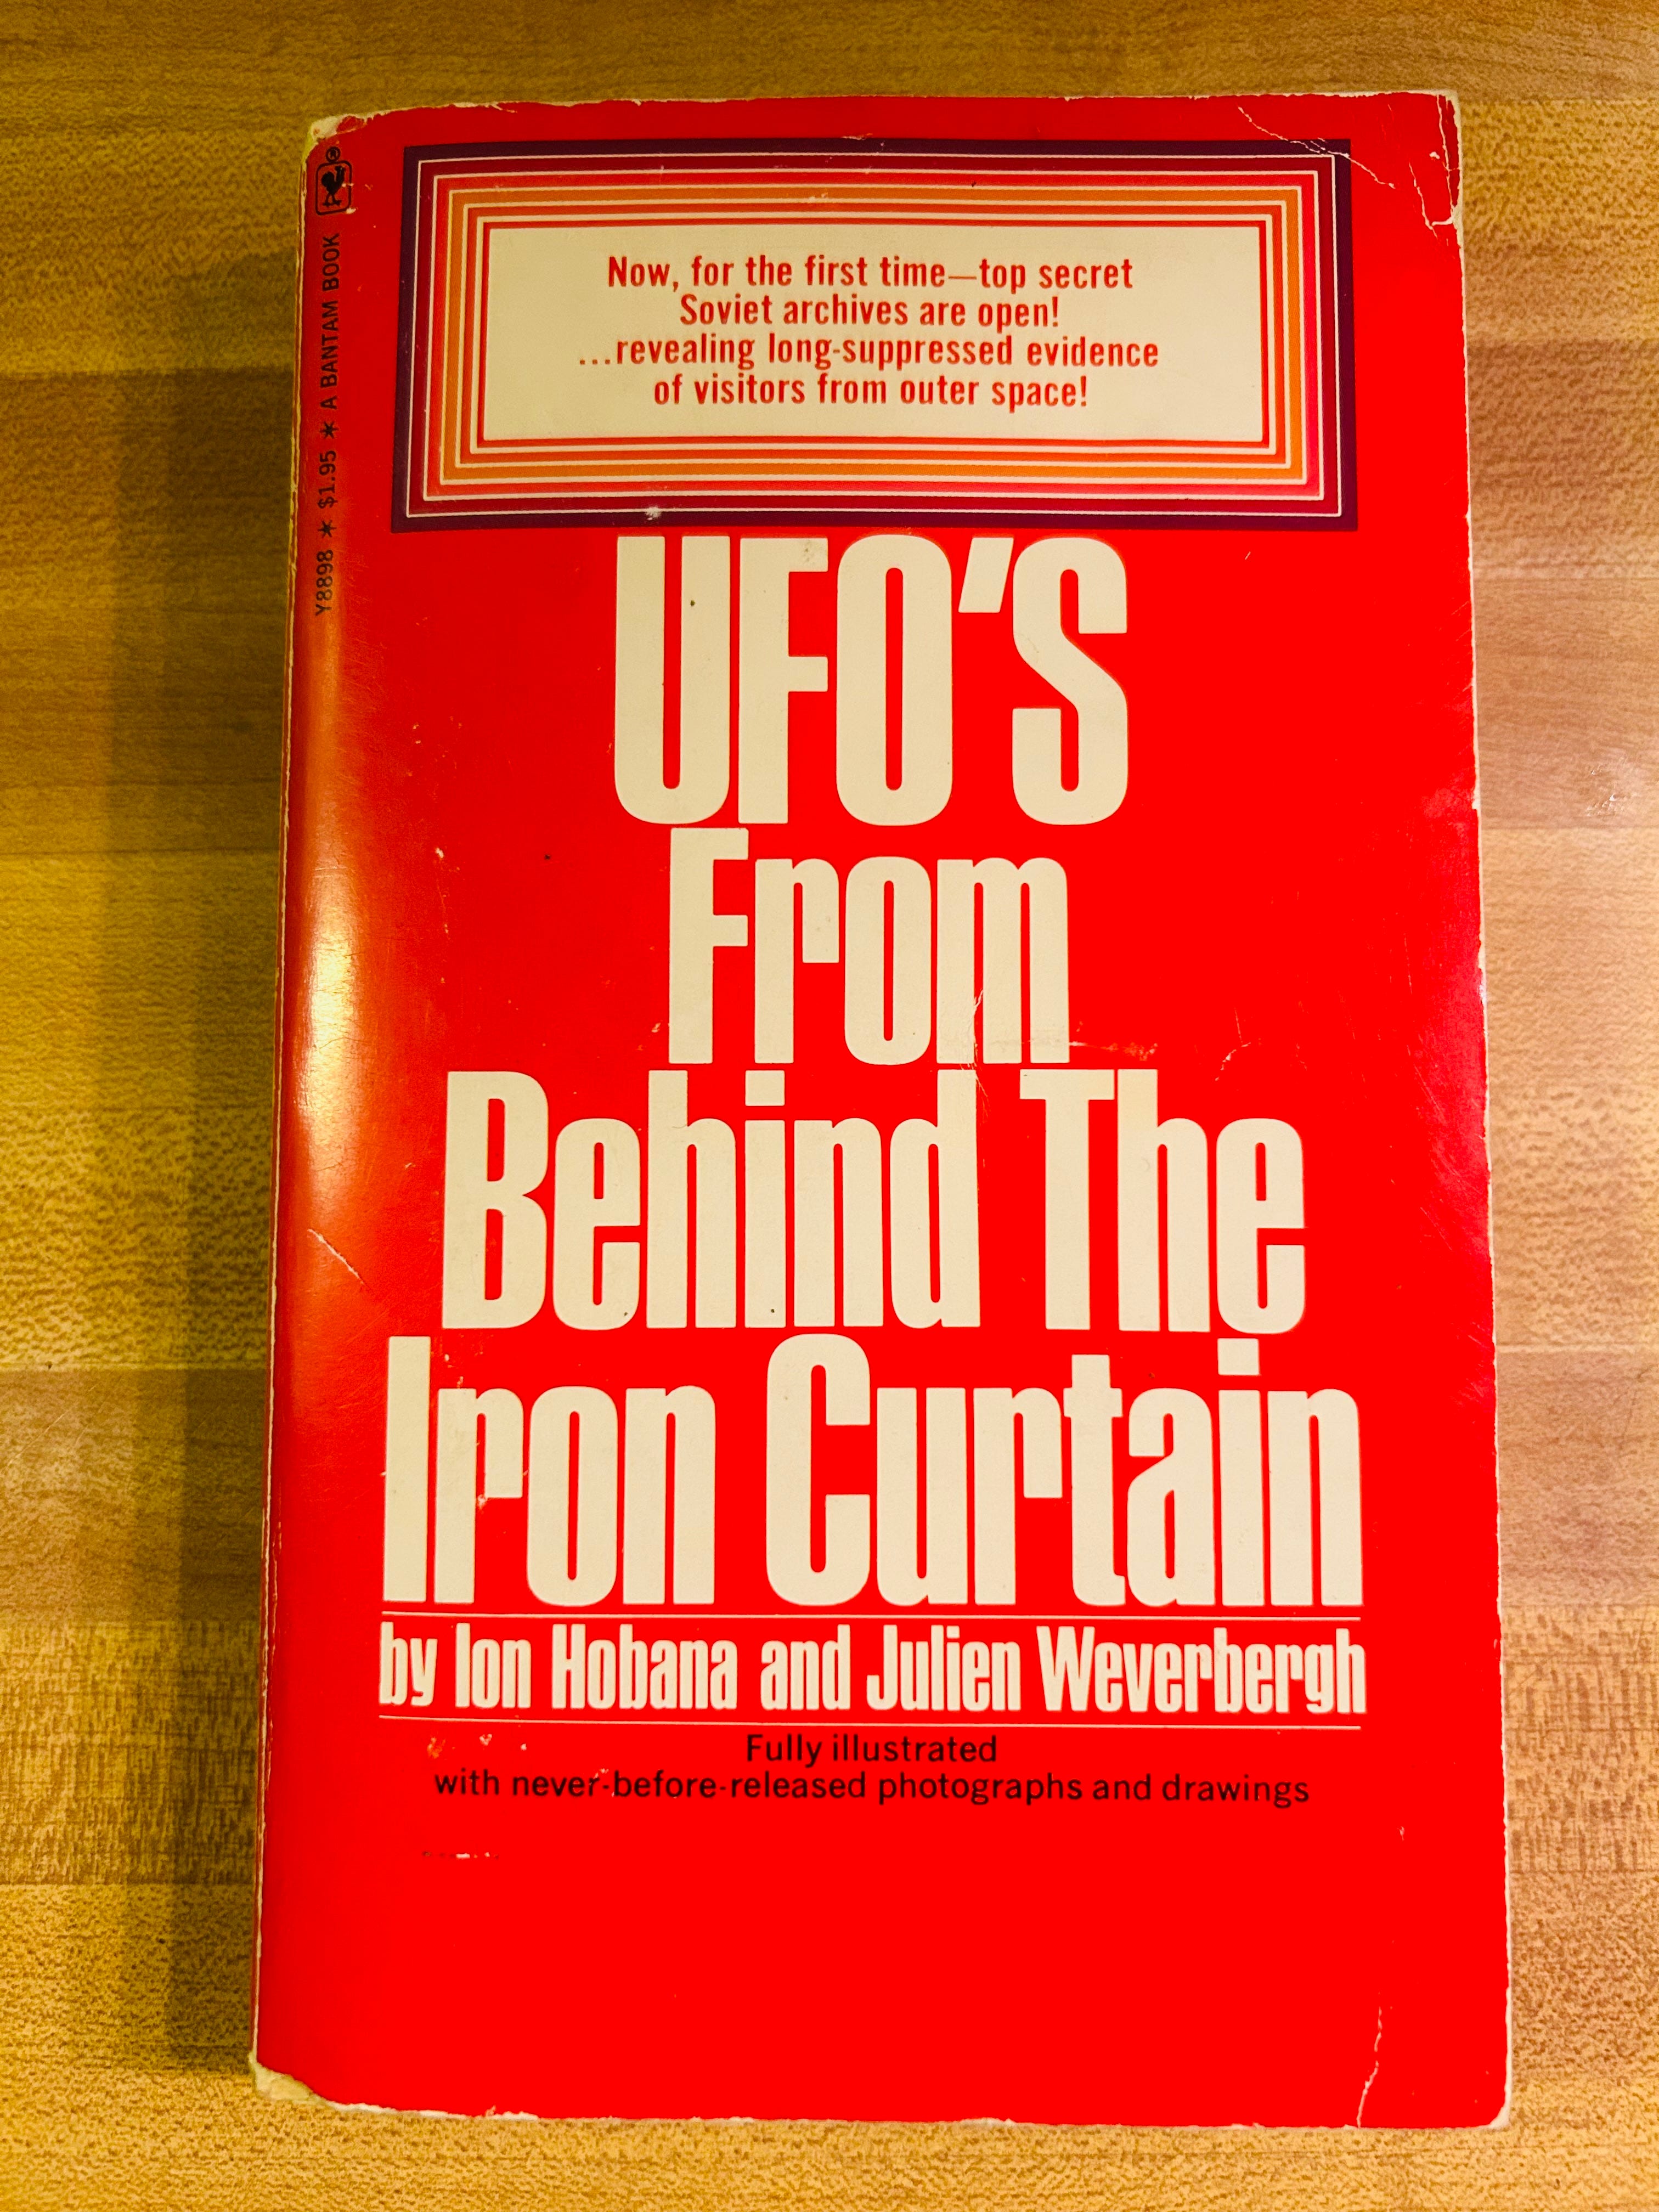 Y8898 * $1.95 * A BANTAM BOOK ®
Now, for the first time—top secret
Soviet archives are open!
...revealing long-suppressed evidence
of visitors from outer space!
UFO'S
From
Behind The
Iron Curtain
by Ion Hobana and Julien Weverbergh
Fully illustrated
with never-before-released photographs and drawings